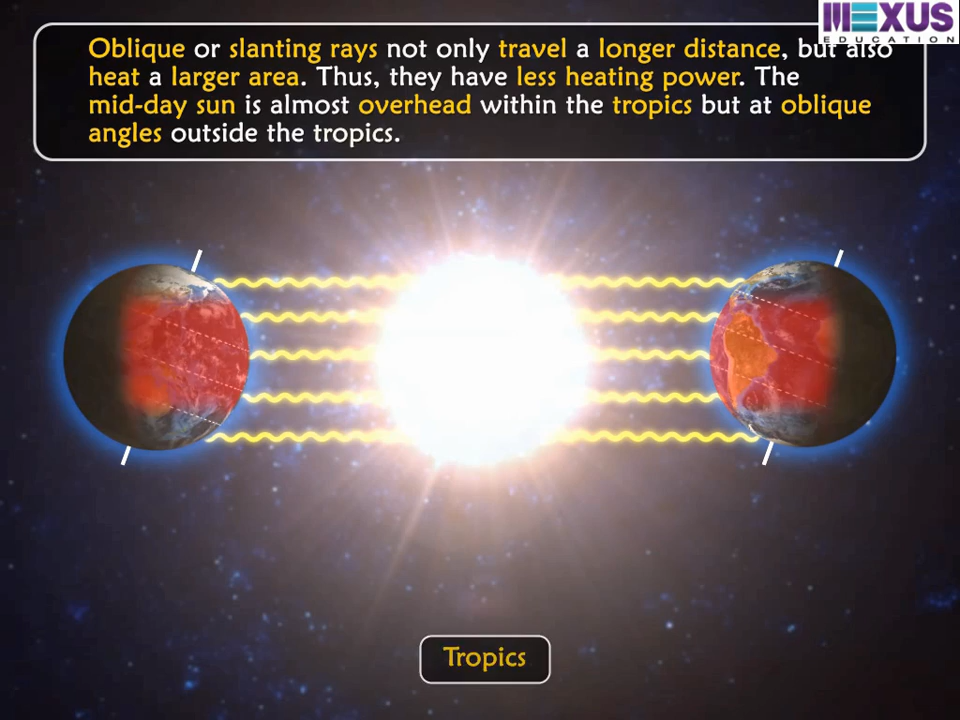 MEXUS
EDUCATION
Oblique or slanting rays not only travel a longer distance, but also
heat a larger area. Thus, they have less heating power. The
mid-day sun is almost overhead within the tropics but at oblique
angles outside the tropics.
Tropics